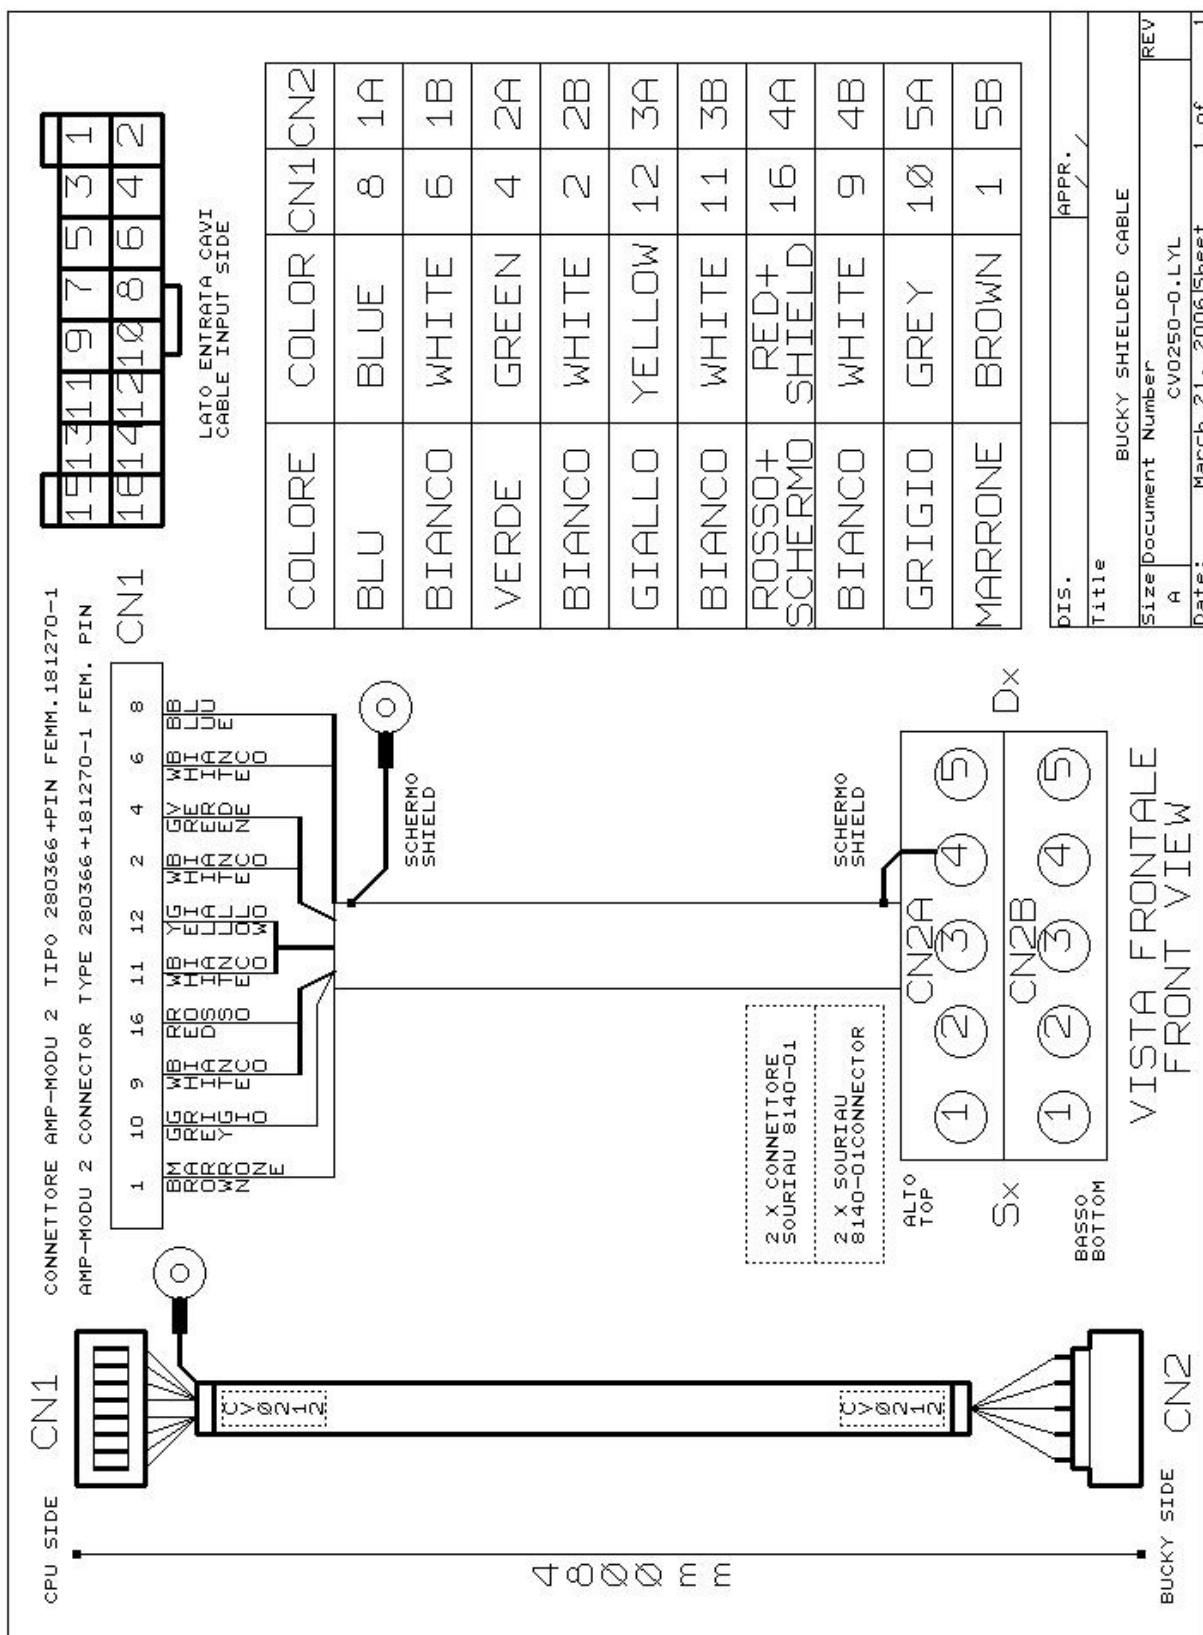 CPU SIDE
CN1
4800mm
CV0212
CV0212
BUCKY SIDE
CN2
CONNETTORE AMP-MODU 2 TIPO 280366+PIN FEMM.181270-1
AMP-MODU 2 CONNECTOR TYPE 280366+181270-1 FEM. PIN
CN1
1 10 9 16 11 12 2 4 6 8
MARRONE
BROWN
GRIGIO
GREY
BIANCO
WHITE
ROSSO
RED
BIANCO
WHITE
GIALLO
YELLOW
BIANCO
WHITE
VERDE
GREEN
BIANCO
WHITE
BLU
BLUE
SCHERMO
SHIELD
SCHERMO
SHIELD
2 X CONNETTORE
SOURIAU 8140-01
2 X SOURIAU
8140-01CONNECTOR
ALTO
TOP
Sx
Dx
BASSO
BOTTOM
CN2A
1 2 3 4 5
CN2B
1 2 3 4 5
VISTA FRONTALE
FRONT VIEW
15 13 11 9 7 5 3 1
16 14 12 10 8 6 4 2
LATO ENTRATA CAVI
CABLE INPUT SIDE
COLORE COLOR CN1 CN2
BLU BLUE 8 1A
BIANCO WHITE 6 1B
VERDE GREEN 4 2A
BIANCO WHITE 2 2B
GIALLO YELLOW 12 3A
BIANCO WHITE 11 3B
ROSSO+ SCHERMO RED+ SHIELD 16 4A
BIANCO WHITE 9 4B
GRIGIO GREY 10 5A
MARRONE BROWN 1 5B
DIS. APPR. / /
Title
BUCKY SHIELDED CABLE
Size Document Number REV
A CV0250-0.LYL
Date: March 21, 2006 Sheet 1 of 1